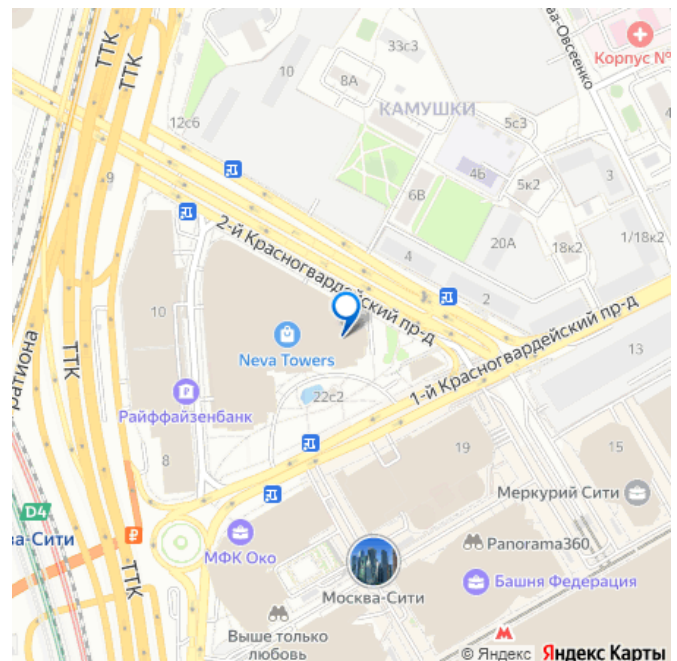 ТТК
ТТК
33с3
10
8А
ва-Овсеенко
Корпус №
КАМУШКИ
12с6
5с3
4
9
4б
5к2
3
6В
2-й Красногвардейский пр-д
20А
18к2
1/18к2
4
2
10
Neva Towers
ратиона
ТТК
1-й Красногвардейский пр-д
13
Райффайзенбанк
22с2
8
19
15
Меркурий Сити
D4
ва-Сити
МФК Око
Panorama360
Башня Федерация
ТТК
Москва-Сити
Выше только
любовь
© Яндекс Яндекс Карты